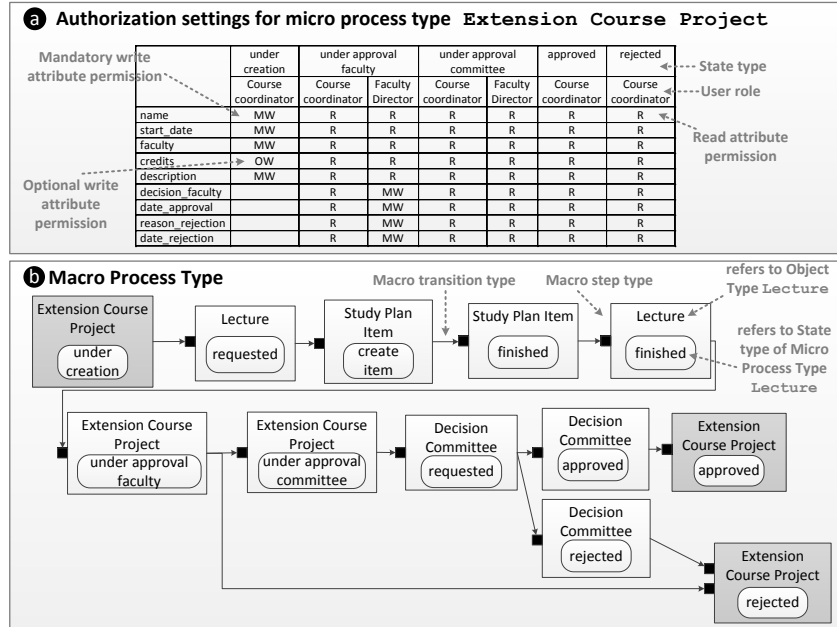 a Authorization settings for micro process type Extension Course Project
Mandatory write
attribute permission
under
creation
under approval
faculty
under approval
committee
approved
rejected
State type
Course
coordinator
Course
coordinator
Faculty
Director
Course
coordinator
Faculty
Director
Course
coordinator
Course
coordinator
User role
name MW R R R R R R
start_date MW R R R R R R
faculty MW R R R R R R
credits OW R R R R R R
description MW R R R R R R
decision_faculty R MW R R R R
date_approval R MW R R R R
reason_rejection R MW R R R R
date_rejection R MW R R R R
Read attribute
permission
Optional write
attribute
permission
b Macro Process Type
Macro transition type
Macro step type
refers to Object
Type Lecture
refers to State
type of Micro
Process Type
Lecture
Extension Course
Project
under
creation
Lecture
requested
Study Plan
Item
create
item
Study Plan Item
finished
Lecture
finished
Extension Course
Project
under approval
faculty
Extension Course
Project
under approval
committee
Decision
Committee
requested
Decision
Committee
approved
Extension
Course Project
approved
Decision
Committee
rejected
Extension
Course Project
rejected